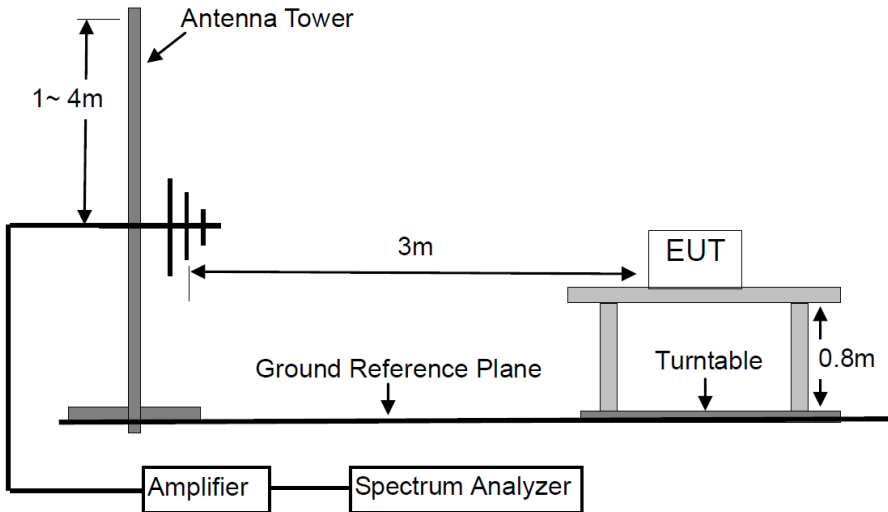 Antenna Tower
1~ 4m
3m
EUT
0.8m
Ground Reference Plane
Turntable
Amplifier
Spectrum Analyzer